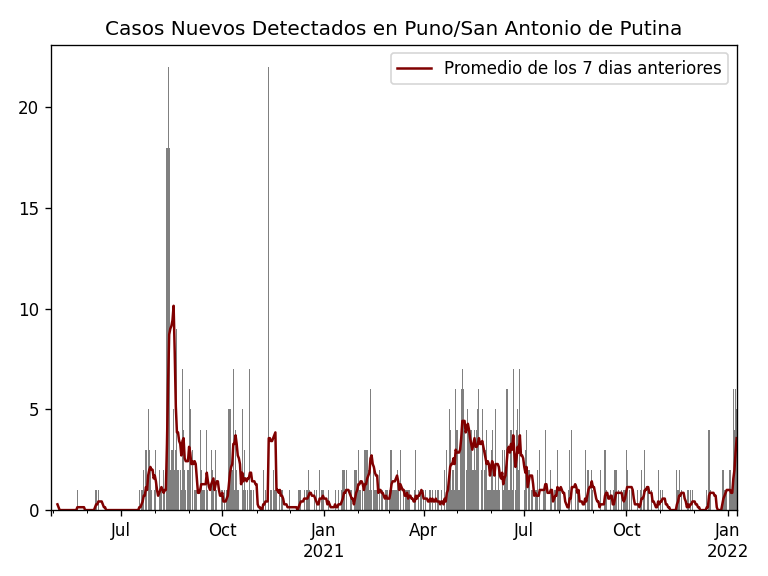 Casos Nuevos Detectados en Puno/San Antonio de Putina
Promedio de los 7 dias anteriores
20
15
10
5
0
Jul
Oct
Jan
2021
Apr
Jul
Oct
Jan
2022